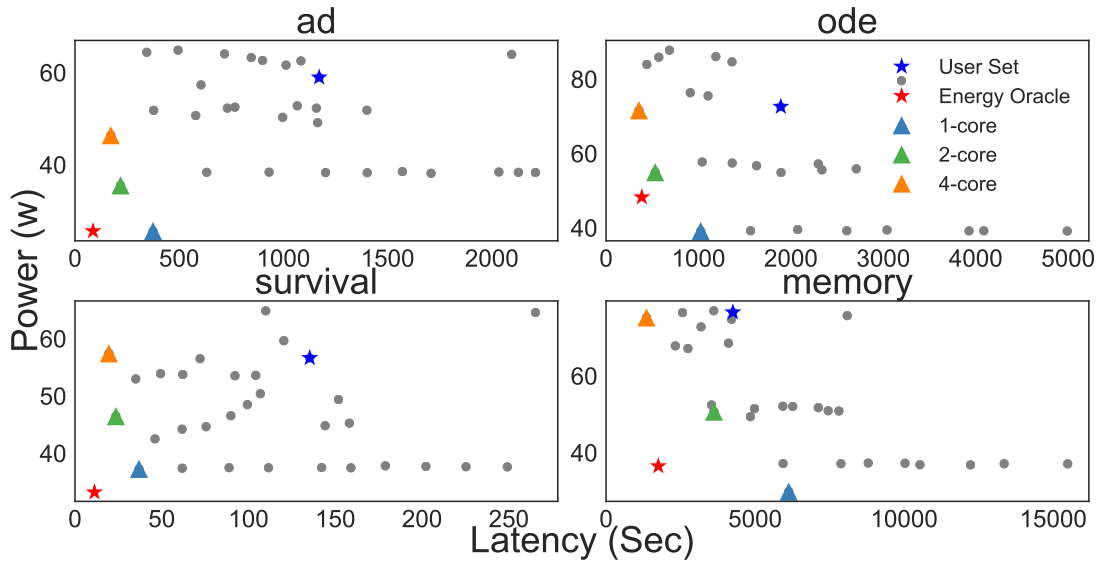 ad
60
40
0
500
1000
1500
2000
ode
80
60
40
0
1000
2000
3000
4000
5000
User Set
Energy Oracle
1-core
2-core
4-core
survival
60
50
40
0
50
100
150
200
250
memory
60
40
5000
10000
15000
0
Power (w)
Latency (Sec)